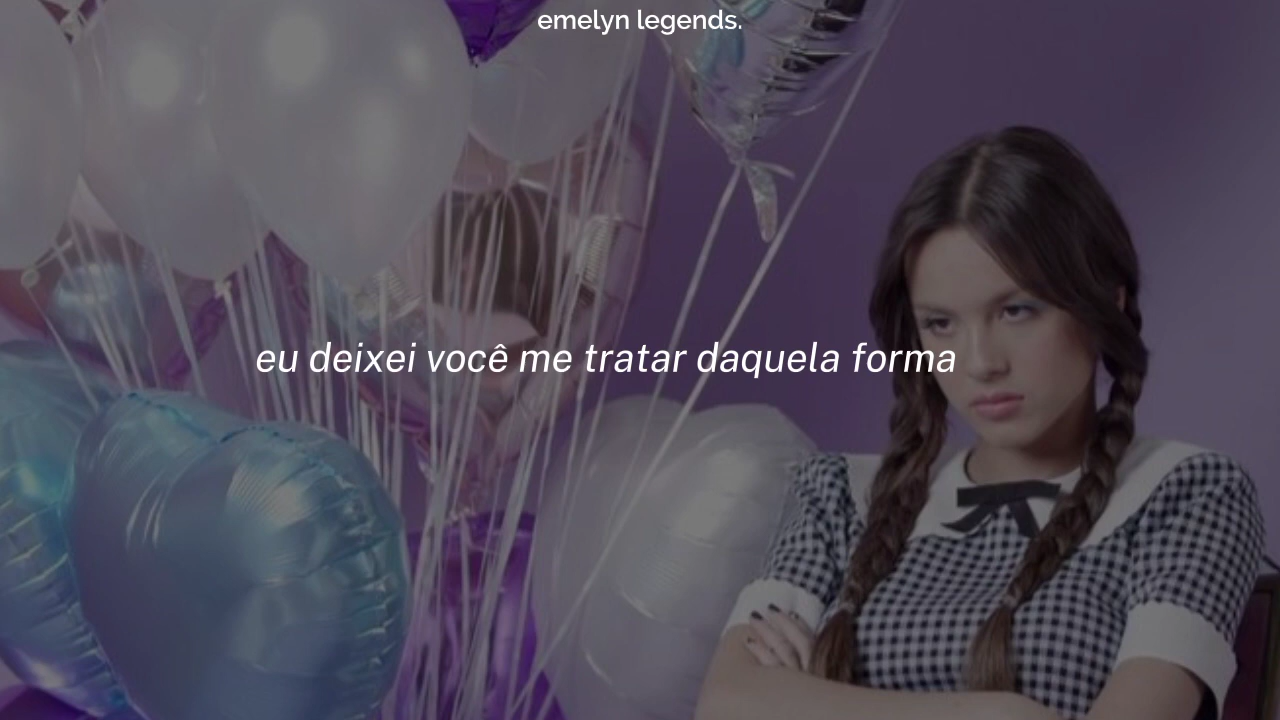 emelyn legends.
eu deixei você me tratar daquela forma